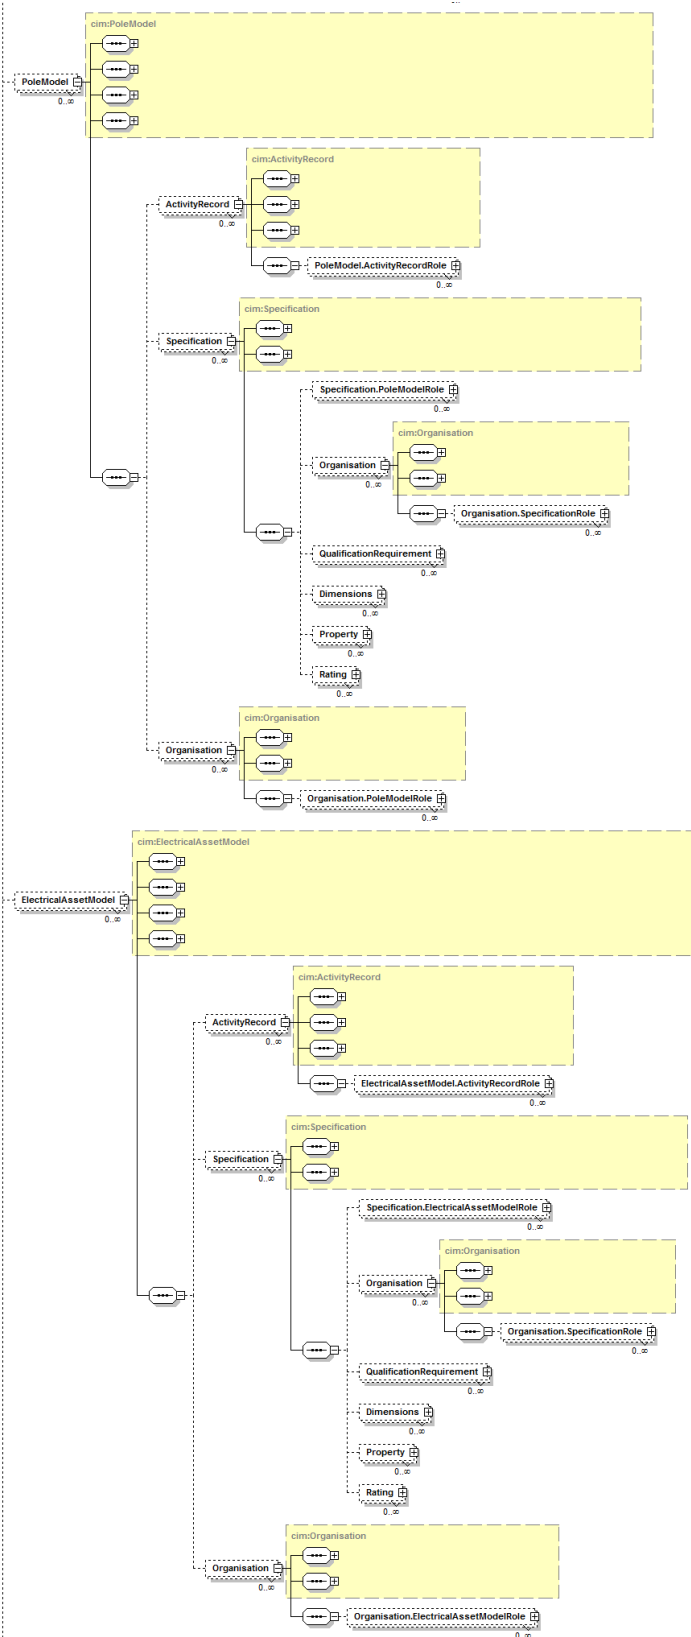 cim:PoleModel
PoleModel
0..∞
cim:ActivityRecord
ActivityRecord
0..∞
PoleModel.ActivityRecordRole
0..∞
cim:Specification
Specification
0..∞
Specification.PoleModelRole
0..∞
cim:Organisation
Organisation
0..∞
Organisation.SpecificationRole
0..∞
QualificationRequirement
0..∞
Dimensions
0..∞
Property
0..∞
Rating
0..∞
cim:Organisation
Organisation
0..∞
Organisation.PoleModelRole
0..∞
cim:ElectricalAssetModel
ElectricalAssetModel
0..∞
cim:ActivityRecord
ActivityRecord
0..∞
ElectricalAssetModel.ActivityRecordRole
0..∞
cim:Specification
Specification
0..∞
Specification.ElectricalAssetModelRole
0..∞
cim:Organisation
Organisation
0..∞
Organisation.SpecificationRole
0..∞
QualificationRequirement
0..∞
Dimensions
0..∞
Property
0..∞
Rating
0..∞
cim:Organisation
Organisation
0..∞
Organisation.ElectricalAssetModelRole
0..∞